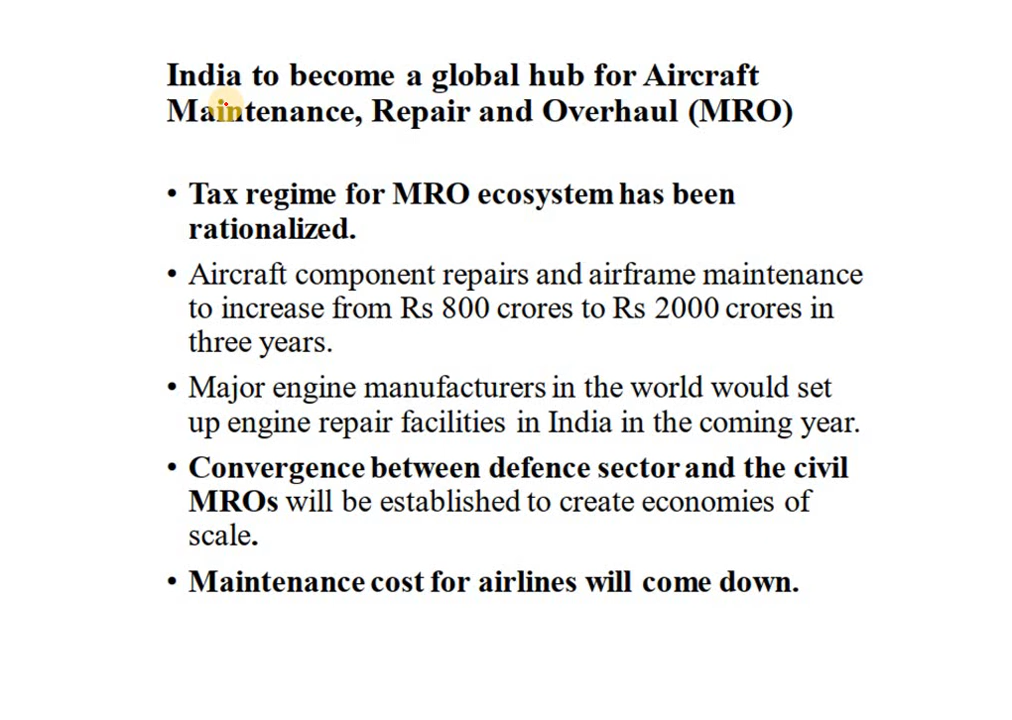 India to become a global hub for Aircraft
Maintenance, Repair and Overhaul (MRO)
• Tax regime for MRO ecosystem has been
rationalized.
• Aircraft component repairs and airframe maintenance
to increase from Rs 800 crores to Rs 2000 crores in
three years.
• Major engine manufacturers in the world would set
up engine repair facilities in India in the coming year.
• Convergence between defence sector and the civil
MROs will be established to create economies of
scale.
• Maintenance cost for airlines will come down.